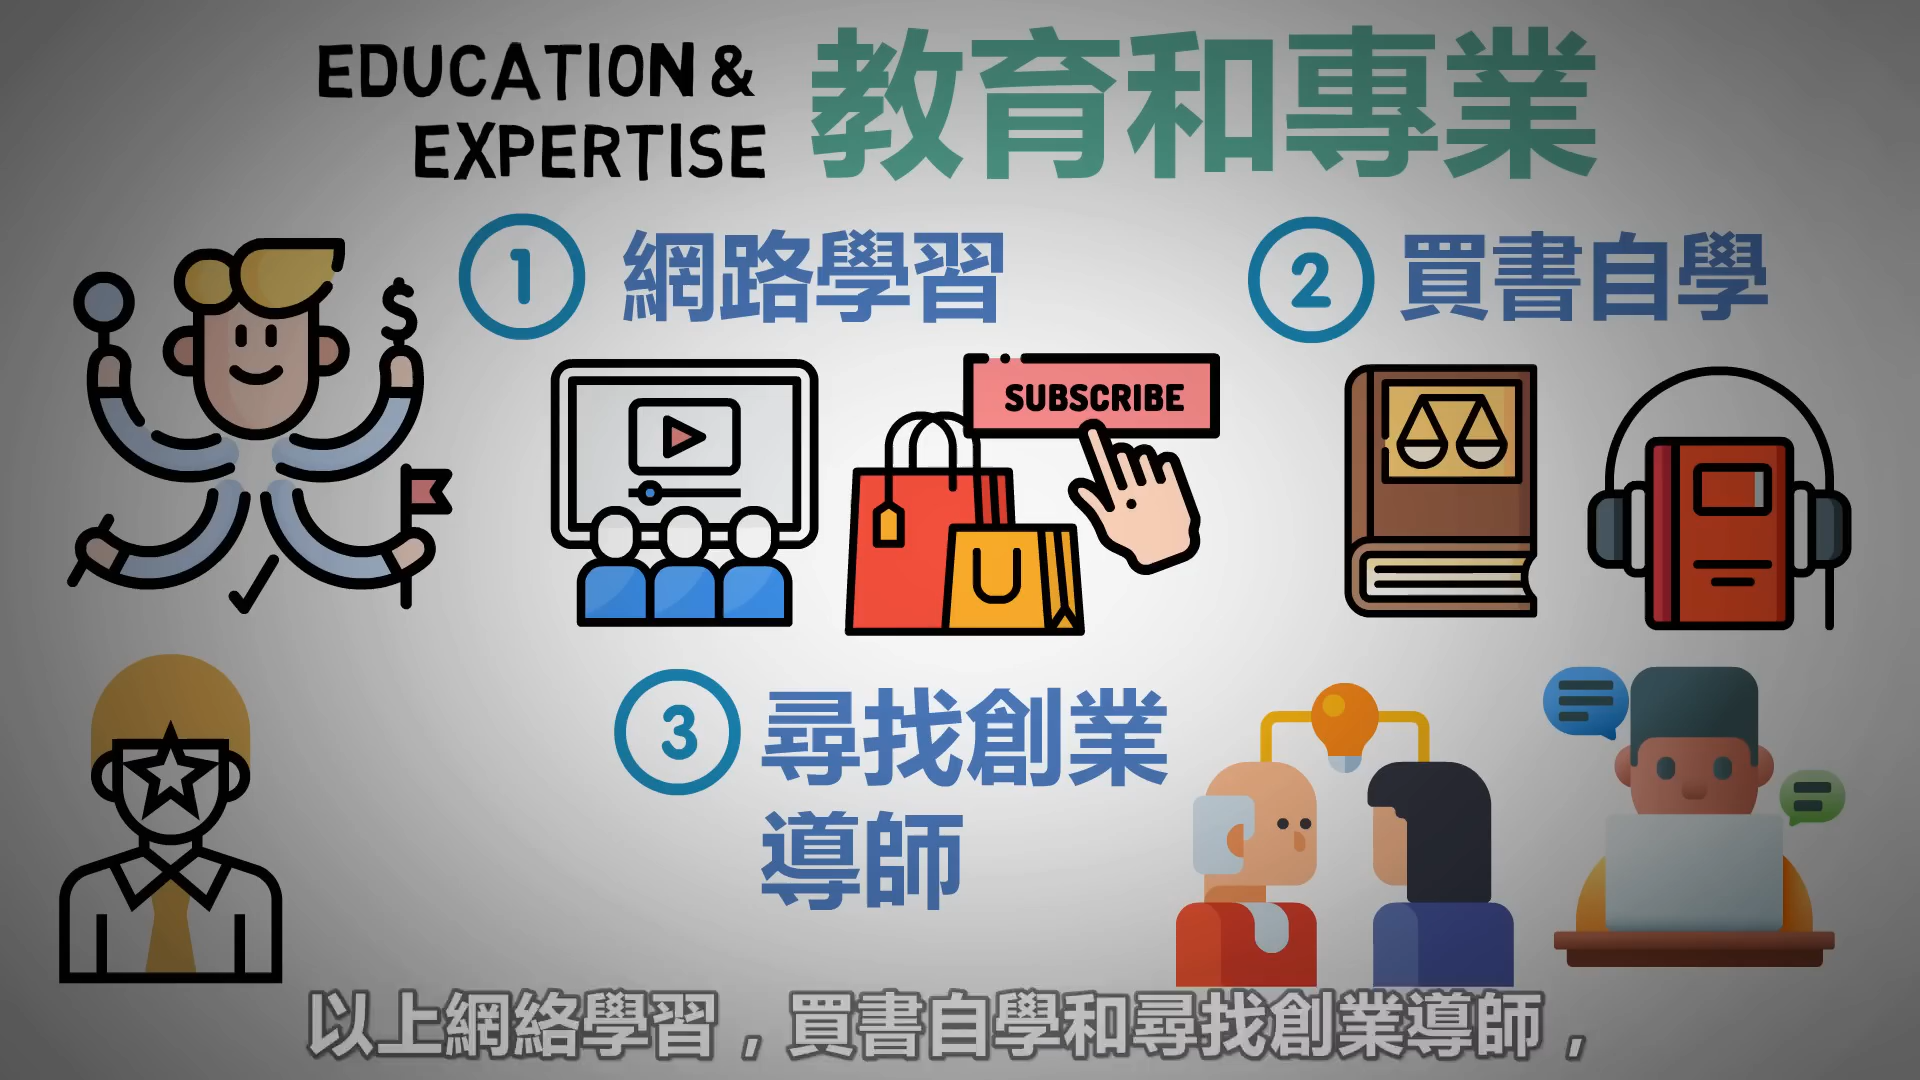 EDUCATION &
EXPERTISE
教育和專業
1 網路學習
2 買書自學
SUBSCRIBE
3 尋找創業
導師
以上網絡學習，買書自學和尋找創業導師，